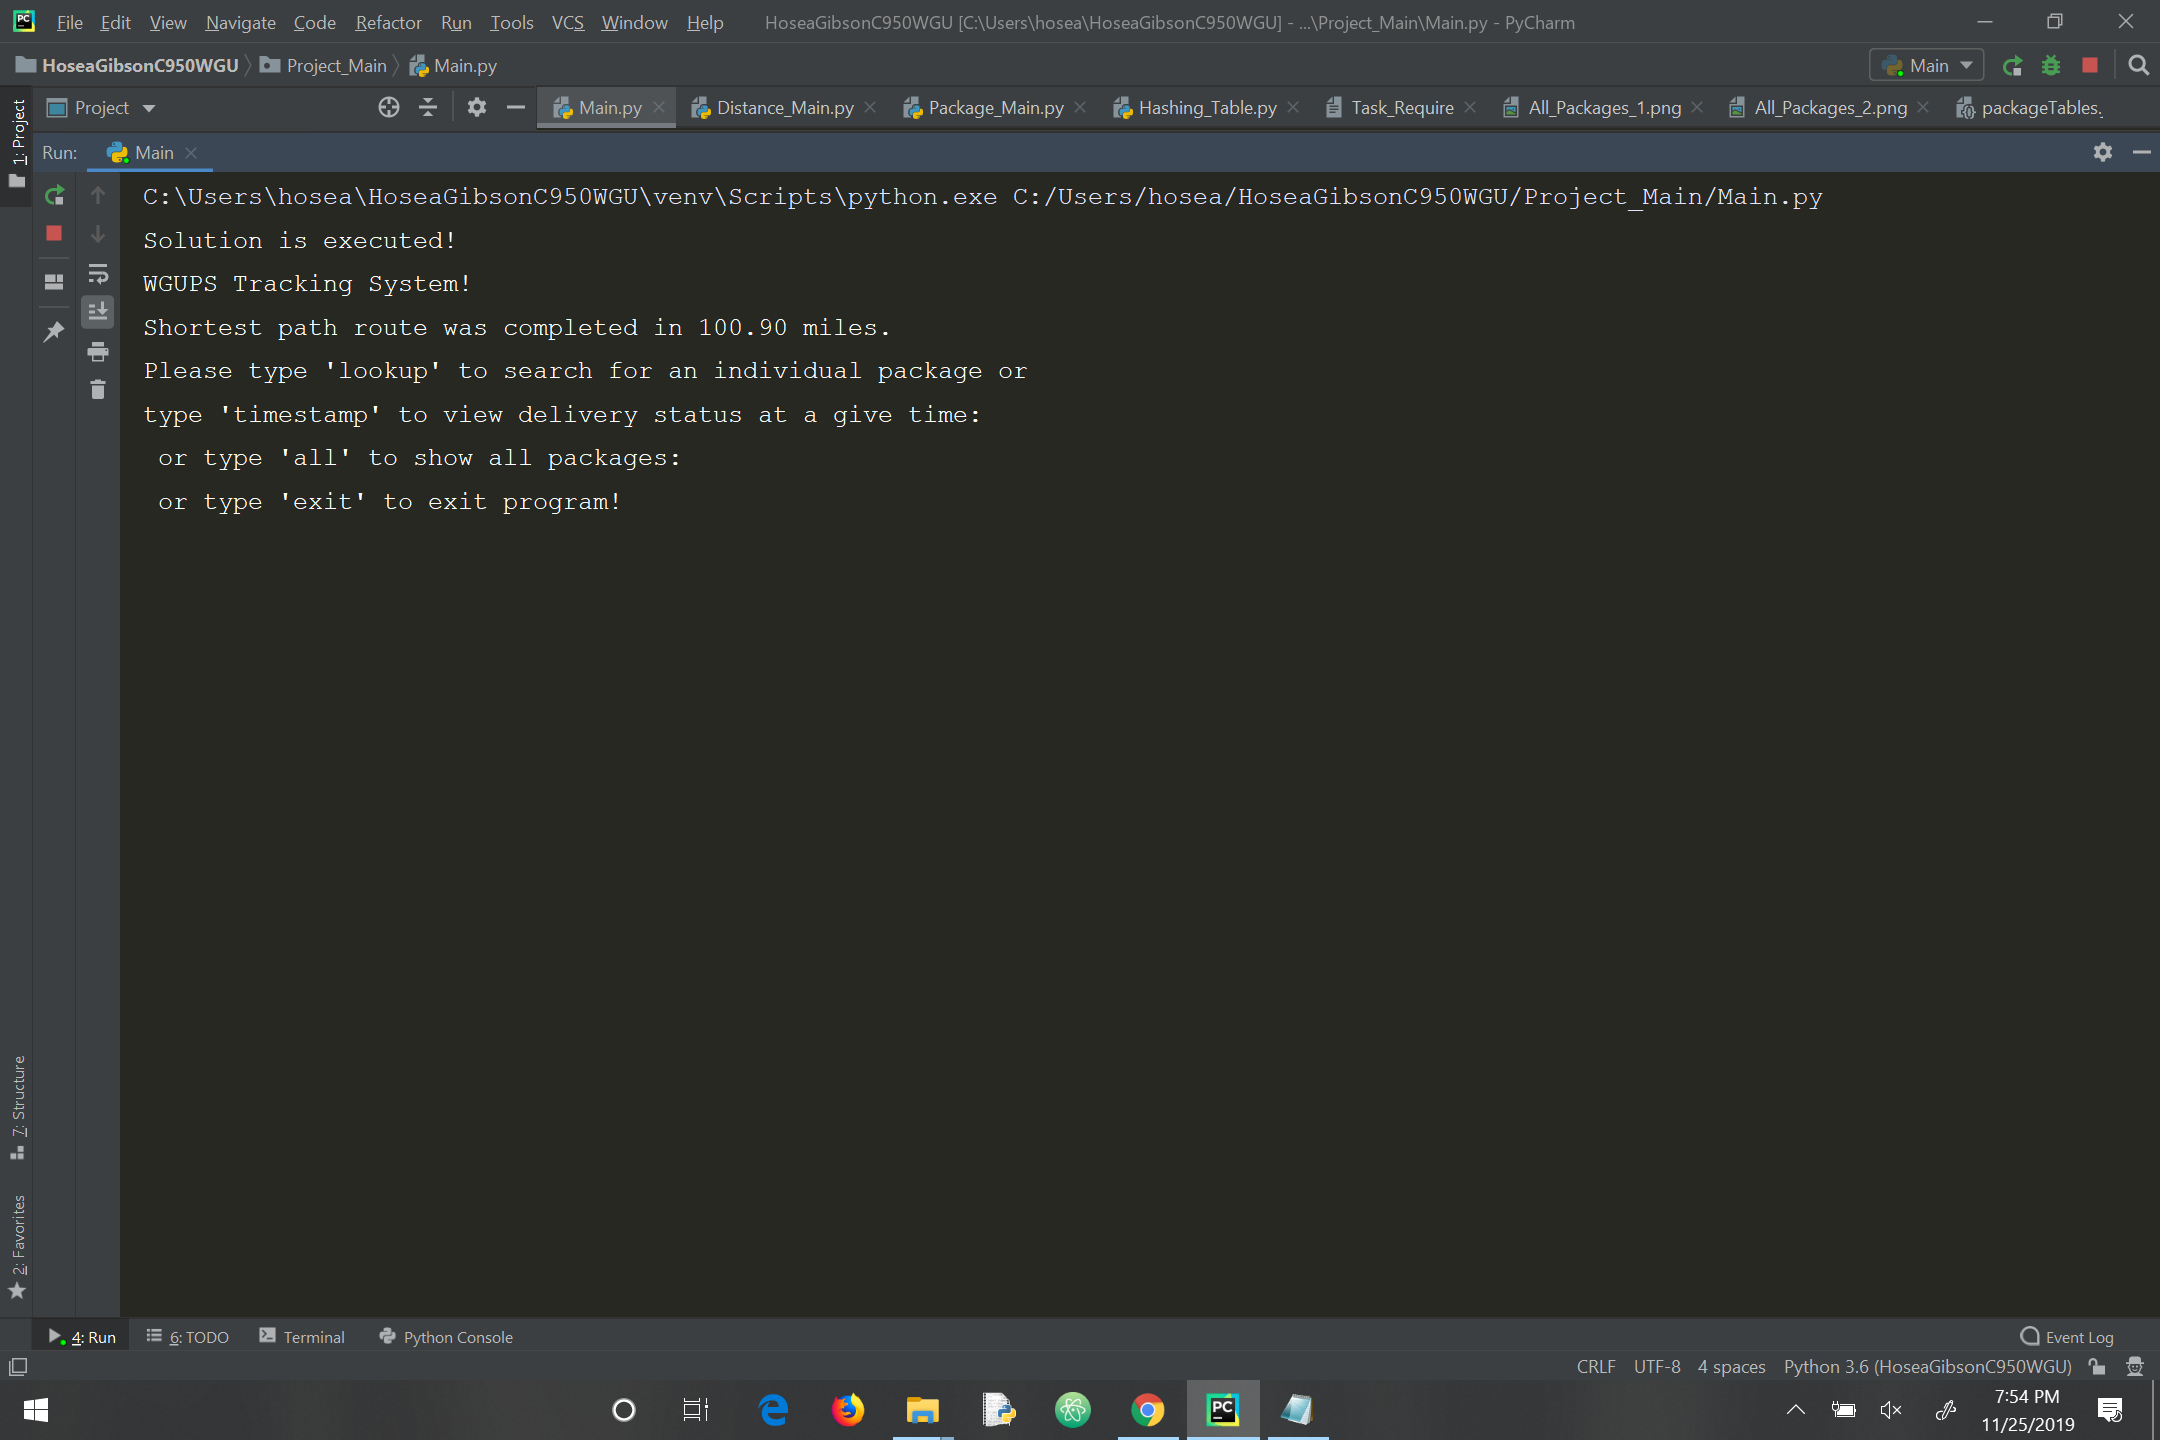 File Edit View Navigate Code Refactor Run Tools VCS Window Help HoseaGibsonC950WGU [C:\Users\hosea\HoseaGibsonC950WGU] - ...\Project_Main\Main.py - PyCharm
HoseaGibsonC950WGU Project_Main Main.py Main
Project Main.py Distance_Main.py Package_Main.py Hashing_Table.py Task_Require All_Packages_1.png All_Packages_2.png packageTables.
1: Project
Run: Main
C:\Users\hosea\HoseaGibsonC950WGU\venv\Scripts\python.exe C:/Users/hosea/HoseaGibsonC950WGU/Project_Main/Main.py
Solution is executed!
WGUPS Tracking System!
Shortest path route was completed in 100.90 miles.
Please type 'lookup' to search for an individual package or
type 'timestamp' to view delivery status at a give time:
or type 'all' to show all packages:
or type 'exit' to exit program!
7: Structure
2: Favorites
4: Run 6: TODO Terminal Python Console Event Log
CRLF UTF-8 4 spaces Python 3.6 (HoseaGibsonC950WGU)
PC
7:54 PM
11/25/2019